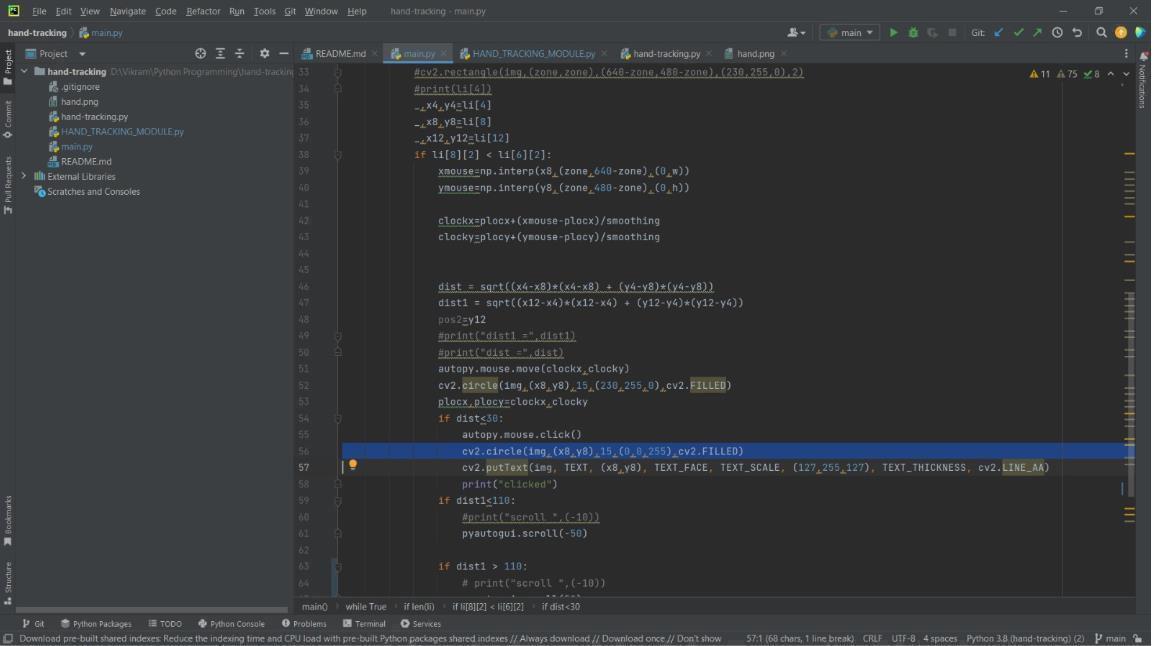 File Edit View Navigate Code Refactor Run Tools Git Window Help hand-tracking - main.py
hand-tracking main.py main Git:
Project
README.md main.py HAND_TRACKING_MODULE.py hand-tracking.py hand.png
hand-tracking D:\Vikram\Python Programming\hand-tracking
.gitignore
hand.png
hand-tracking.py
HAND_TRACKING_MODULE.py
main.py
README.md
External Libraries
Scratches and Consoles
Project
Commit
Pull Requests
Bookmarks
Structure
Notifications
11 75 8
33 #cv2.rectangle(img,(zone,zone),(640-zone,480-zone),(230,255,0),2)
34 #print(li[4])
35 _,x4,y4=li[4]
36 _,x8,y8=li[8]
37 _,x12,y12=li[12]
38 if li[8][2] < li[6][2]:
39 xmouse=np.interp(x8,(zone,640-zone),(0,w))
40 ymouse=np.interp(y8,(zone,480-zone),(0,h))
41
42 clockx=plocx+(xmouse-plocx)/smoothing
43 clocky=plocy+(ymouse-plocy)/smoothing
44
45
46 dist = sqrt((x4-x8)*(x4-x8) + (y4-y8)*(y4-y8))
47 dist1 = sqrt((x12-x4)*(x12-x4) + (y12-y4)*(y12-y4))
48 pos2=y12
49 #print("dist1 =",dist1)
50 #print("dist =",dist)
51 autopy.mouse.move(clockx,clocky)
52 cv2.circle(img,(x8,y8),15,(230,255,0),cv2.FILLED)
53 plocx,plocy=clockx,clocky
54 if dist<30:
55 autopy.mouse.click()
56 cv2.circle(img,(x8,y8),15,(0,0,255),cv2.FILLED)
57 cv2.putText(img, TEXT, (x8,y8), TEXT_FACE, TEXT_SCALE, (127,255,127), TEXT_THICKNESS, cv2.LINE_AA)
58 print("clicked")
59 if dist1<110:
60 #print("scroll ",(-10))
61 pyautogui.scroll(-50)
62
63 if dist1 > 110:
64 # print("scroll ",(-10))
main() while True if len(li) if li[8][2] < li[6][2] if dist<30
Git Python Packages TODO Python Console Problems Terminal Services
Download pre-built shared indexes: Reduce the indexing time and CPU load with pre-built Python packages shared indexes // Always download // Download once // Don't show 57:1 (68 chars, 1 line break) CRLF UTF-8 4 spaces Python 3.8 (hand-tracking) (2) main